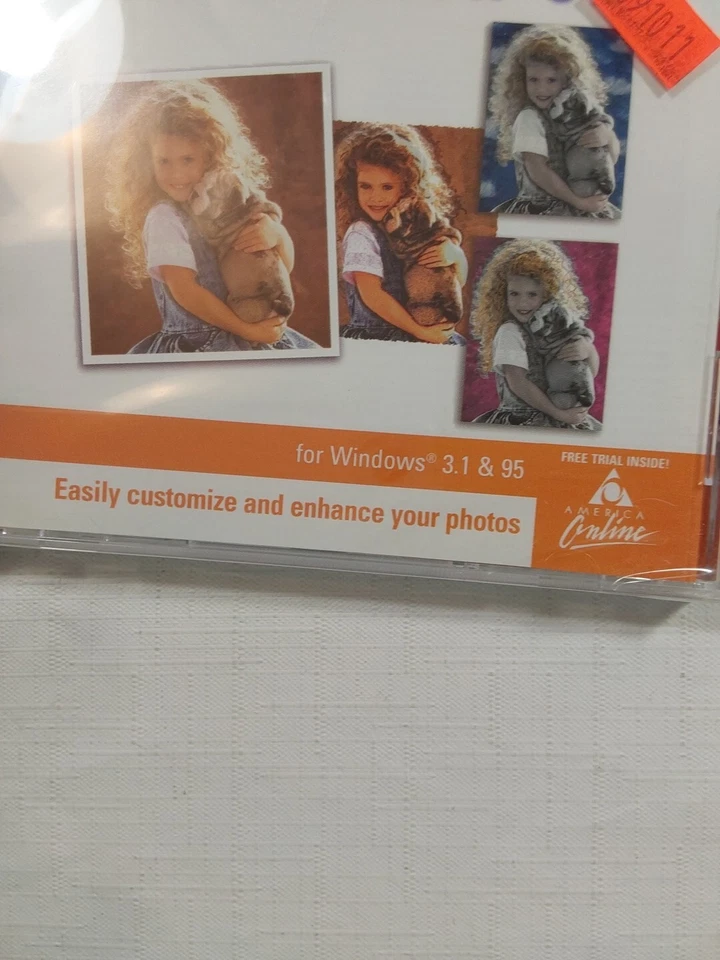 for Windows® 3.1 & 95
Easily customize and enhance your photos
FREE TRIAL INSIDE!
AMERICA
Online